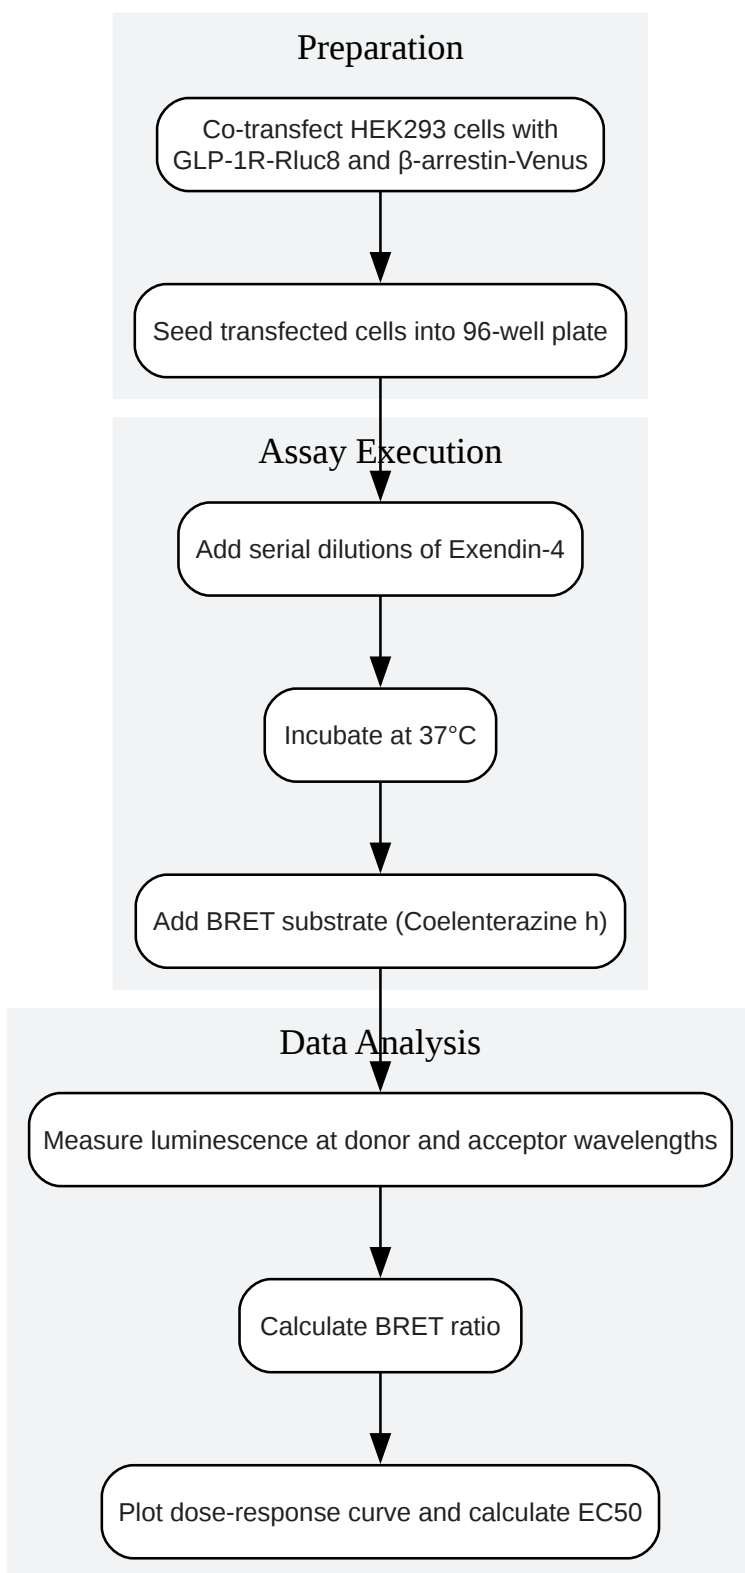 Preparation
Co-transfect HEK293 cells with
GLP-1R-Rluc8 and β-arrestin-Venus
Seed transfected cells into 96-well plate
Assay Execution
Add serial dilutions of Exendin-4
Incubate at 37°C
Add BRET substrate (Coelenterazine h)
Data Analysis
Measure luminescence at donor and acceptor wavelengths
Calculate BRET ratio
Plot dose-response curve and calculate EC50